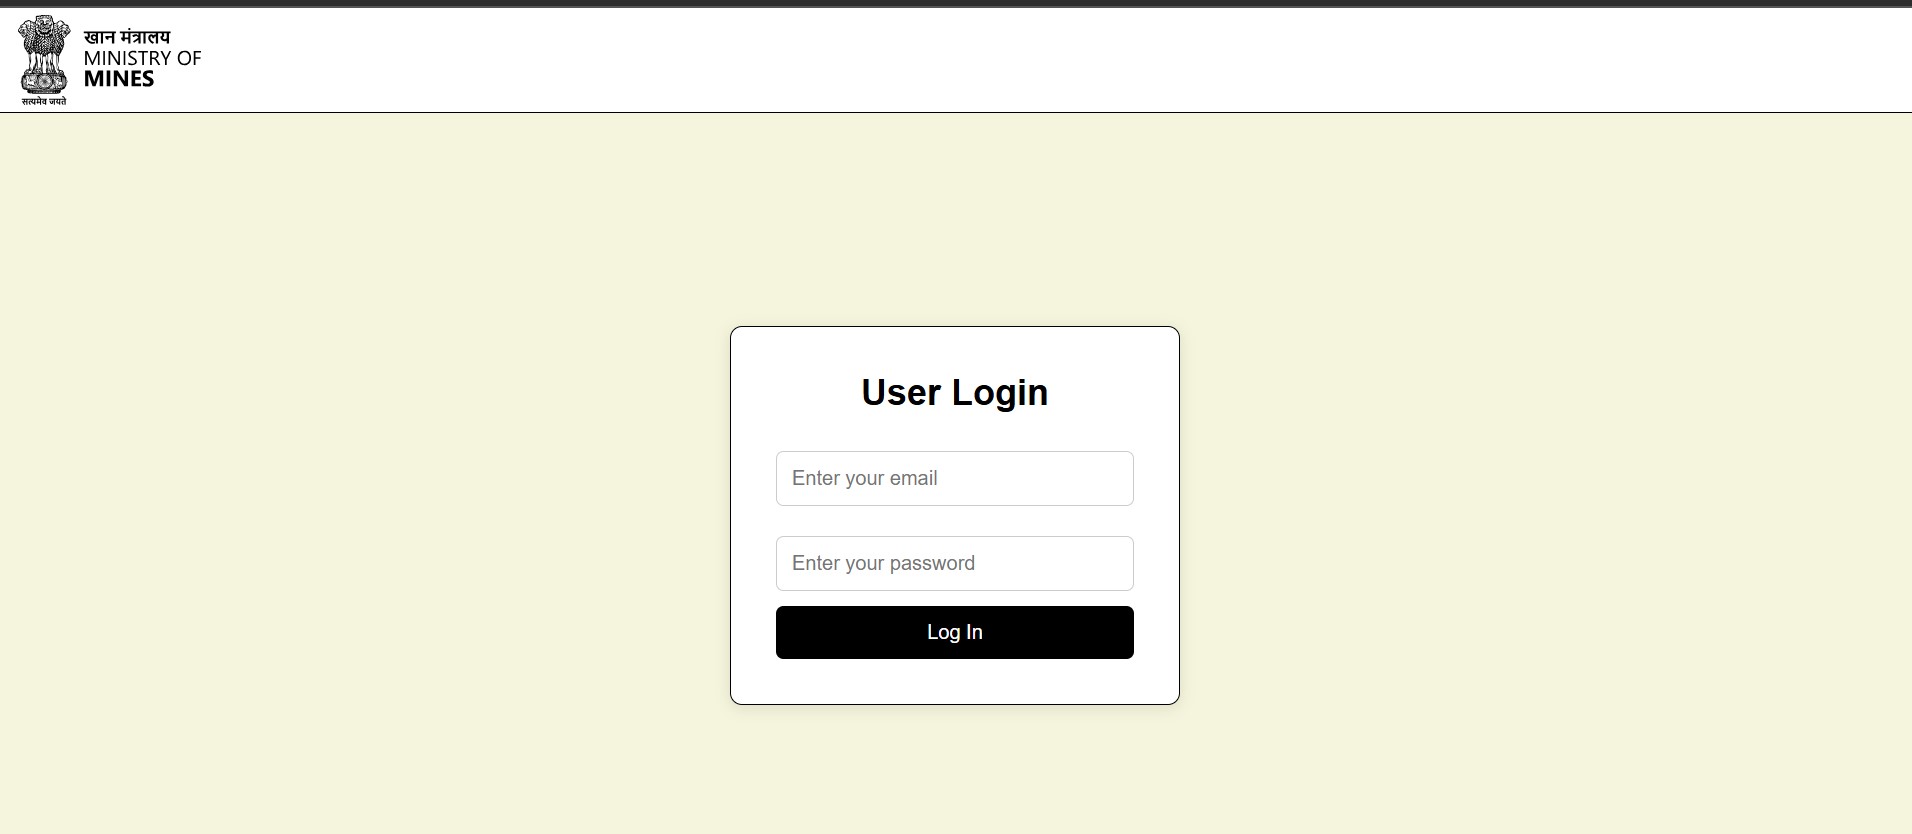 खान मंत्रालय
MINISTRY OF
MINES
सत्यमेव जयते
User Login
Enter your email
Enter your password
Log In